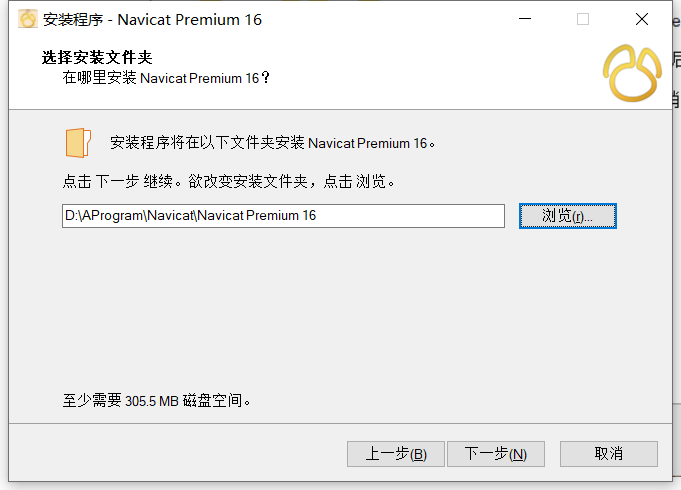 安装程序 - Navicat Premium 16
选择安装文件夹
在哪里安装 Navicat Premium 16？
安装程序将在以下文件夹安装 Navicat Premium 16。
点击 下一步 继续。欲改变安装文件夹，点击 浏览。
D:\AProgram\Navicat\Navicat Premium 16
浏览(r)...
至少需要 305.5 MB 磁盘空间。
上一步(B)
下一步(N)
取消